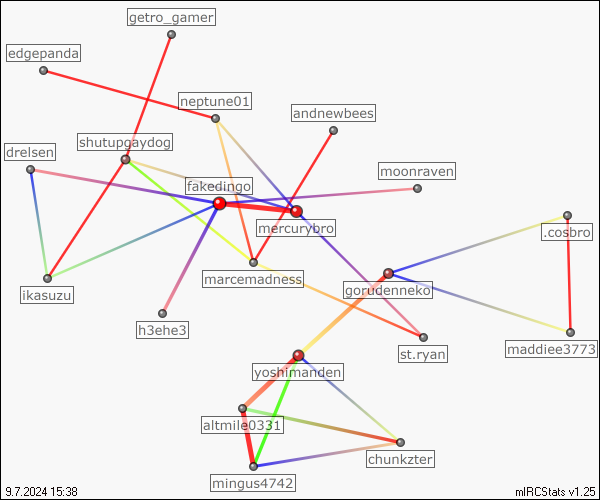 getro_gamer
edgepanda
neptune01
andnewbees
shutupgaydog
drelsen
moonraven
fakedingo
mercurybro
.cosbro
marcemadness
gorudenneko
ikasuzu
h3ehe3
st.ryan
maddiee3773
yoshimanden
altmile0331
chunkzter
mingus4742
9.7.2024 15:38
mIRCStats v1.25